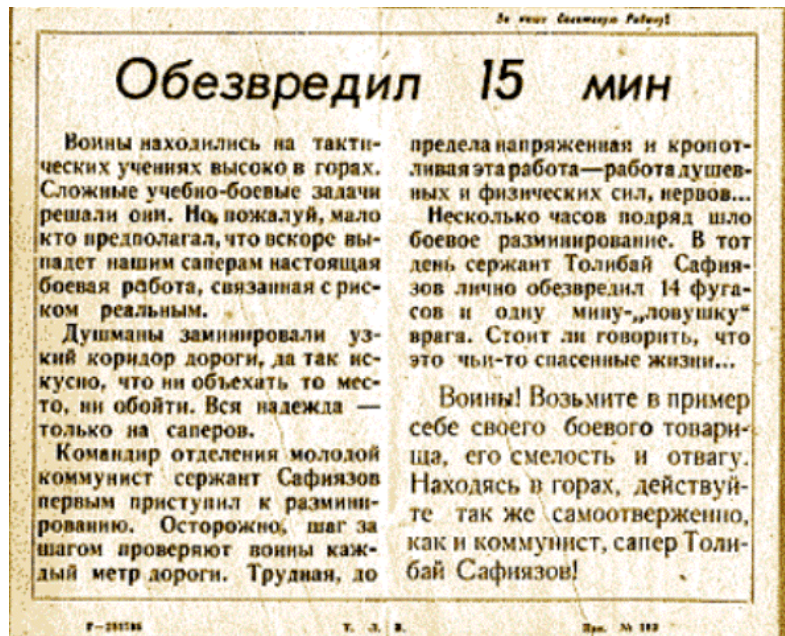 За нашу Советскую Родину!
Обезвредил 15 мин
Воины находились на такти-
ческих учениях высоко в горах.
Сложные учебно-боевые задачи
решали они. Но, пожалуй, мало
кто предполагал, что вскоре вы-
падет нашим саперам настоящая
боевая работа, связанная с рис-
ком реальным.
Душманы заминировали уз-
кий коридор дороги, да так ис-
кусно, что ни объехать то мес-
то, ни обойти. Вся надежда —
только на саперов.
Командир отделения молодой
коммунист сержант Сафиязов
первым приступил к размини-
рованию. Осторожно, шаг за
шагом проверяют воины каж-
дый метр дороги. Трудная, до
предела напряженная и кропот-
ливая эта работа—работа душев-
ных и физических сил, нервов...
Несколько часов подряд шло
боевое разминирование. В тот
день сержант Толибай Сафия-
зов лично обезвредил 14 фуга-
сов и одну мину-„ловушку“
врага. Стоит ли говорить, что
это чьи-то спасенные жизни...
Воины! Возьмите в пример
себе своего боевого товари-
ща, его смелость и отвагу.
Находясь в горах, действуй-
те так же самоотверженно,
как и коммунист, сапер Толи-
бай Сафиязов!
Т. Л. В.